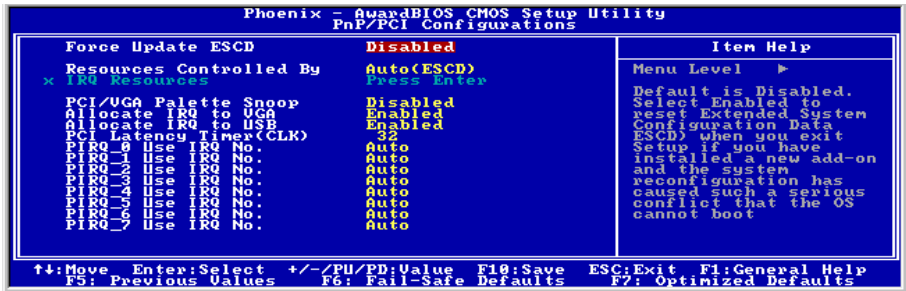 Phoenix - AwardBIOS CMOS Setup Utility
PnP/PCI Configurations
Force Update ESCD Disabled
Resources Controlled By Auto(ESCD)
x IRQ Resources Press Enter
PCI/VGA Palette Snoop Disabled
Allocate IRQ to VGA Enabled
Allocate IRQ to USB Enabled
PCI Latency Timer(CLK) 32
PIRQ_0 Use IRQ No. Auto
PIRQ_1 Use IRQ No. Auto
PIRQ_2 Use IRQ No. Auto
PIRQ_3 Use IRQ No. Auto
PIRQ_4 Use IRQ No. Auto
PIRQ_5 Use IRQ No. Auto
PIRQ_6 Use IRQ No. Auto
PIRQ_7 Use IRQ No. Auto
Item Help
Menu Level ►
Default is Disabled.
Select Enabled to
reset Extended System
Configuration Data
ESCD) when you exit
Setup if you have
installed a new add-on
and the system
reconfiguration has
caused such a serious
conflict that the OS
cannot boot
↑↓:Move Enter:Select +/-/PU/PD:Value F10:Save ESC:Exit F1:General Help
F5: Previous Values F6: Fail-Safe Defaults F7: Optimized Defaults